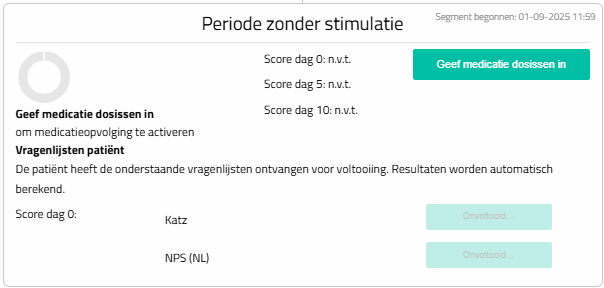 Periode zonder stimulatie
Segment begonnen: 01-09-2025 11:59
Score dag 0: n.v.t.
Geef medicatie dosissen in
Score dag 5: n.v.t.
Score dag 10: n.v.t.
Geef medicatie dosissen in
om medicatieopvolging te activeren
Vragenlijsten patiënt
De patiënt heeft de onderstaande vragenlijsten ontvangen voor voltooiing. Resultaten worden automatisch
berekend.
Score dag 0:
Katz
Onvoltooid...
NPS (NL)
Onvoltooid...